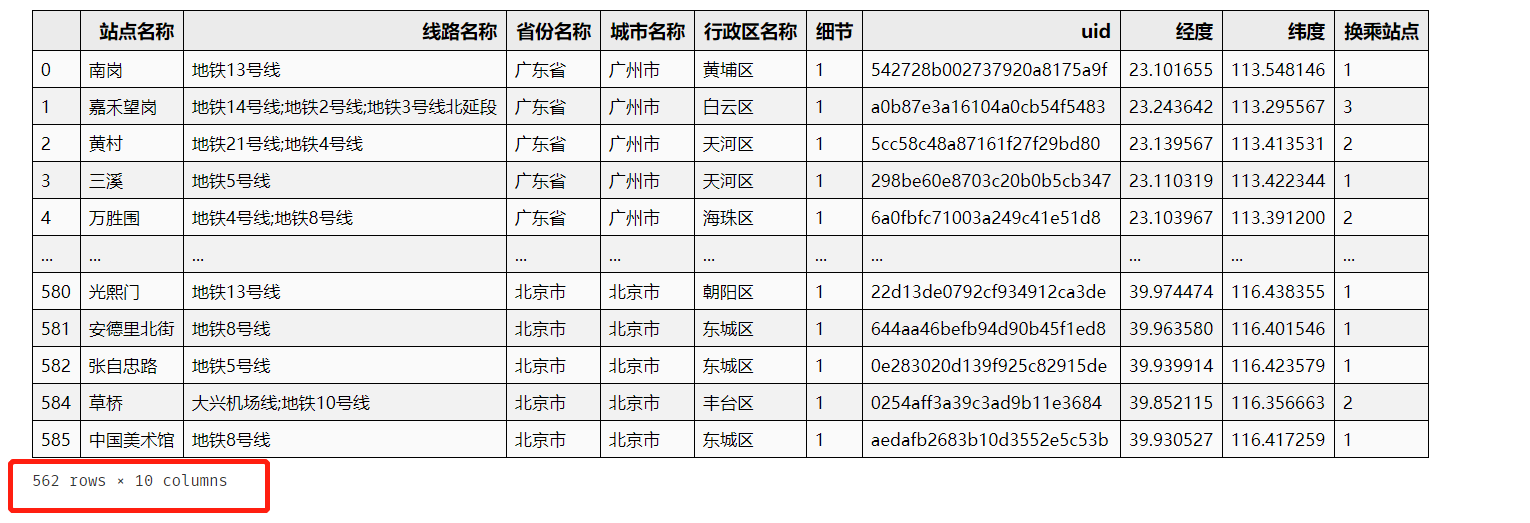 站点名称 线路名称 省份名称 城市名称 行政区名称 细节 uid 经度 纬度 换乘站点
0 南岗 地铁13号线 广东省 广州市 黄埔区 1 542728b002737920a8175a9f 23.101655 113.548146 1
1 嘉禾望岗 地铁14号线;地铁2号线;地铁3号线北延段 广东省 广州市 白云区 1 a0b87e3a16104a0cb54f5483 23.243642 113.295567 3
2 黄村 地铁21号线;地铁4号线 广东省 广州市 天河区 1 5cc58c48a87161f27f29bd80 23.139567 113.413531 2
3 三溪 地铁5号线 广东省 广州市 天河区 1 298be60e8703c20b0b5cb347 23.110319 113.422344 1
4 万胜围 地铁4号线;地铁8号线 广东省 广州市 海珠区 1 6a0fbfc71003a249c41e51d8 23.103967 113.391200 2
... ... ... ... ... ... ... ... ... ... ...
580 光熙门 地铁13号线 北京市 北京市 朝阳区 1 22d13de0792cf934912ca3de 39.974474 116.438355 1
581 安德里北街 地铁8号线 北京市 北京市 东城区 1 644aa46befb94d90b45f1ed8 39.963580 116.401546 1
582 张自忠路 地铁5号线 北京市 北京市 东城区 1 0e283020d139f925c82915de 39.939914 116.423579 1
584 草桥 大兴机场线;地铁10号线 北京市 北京市 丰台区 1 0254aff3a39c3ad9b11e3684 39.852115 116.356663 2
585 中国美术馆 地铁8号线 北京市 北京市 东城区 1 aedafb2683b10d3552e5c53b 39.930527 116.417259 1
562 rows × 10 columns